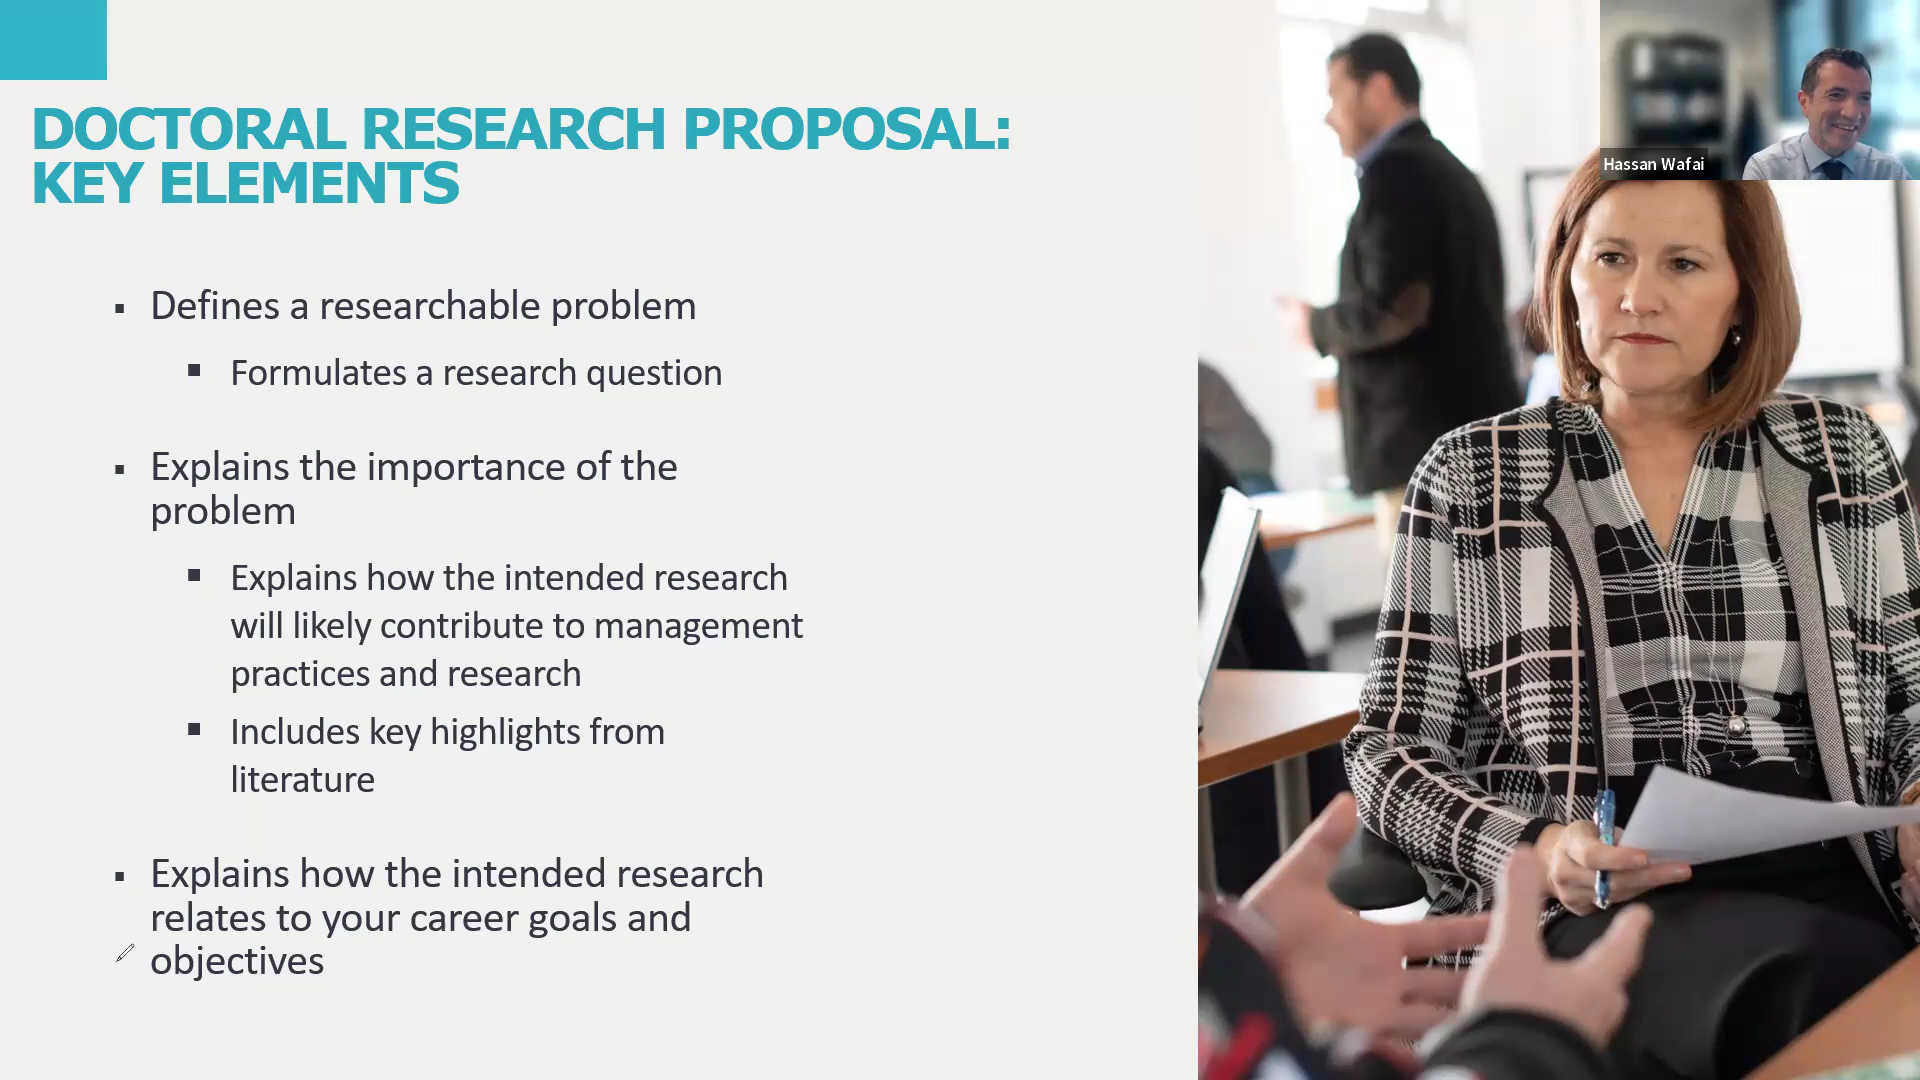 DOCTORAL RESEARCH PROPOSAL:
KEY ELEMENTS
Hassan Wafai
▪ Defines a researchable problem
▪ Formulates a research question
▪ Explains the importance of the
problem
▪ Explains how the intended research
will likely contribute to management
practices and research
▪ Includes key highlights from
literature
▪ Explains how the intended research
relates to your career goals and
objectives